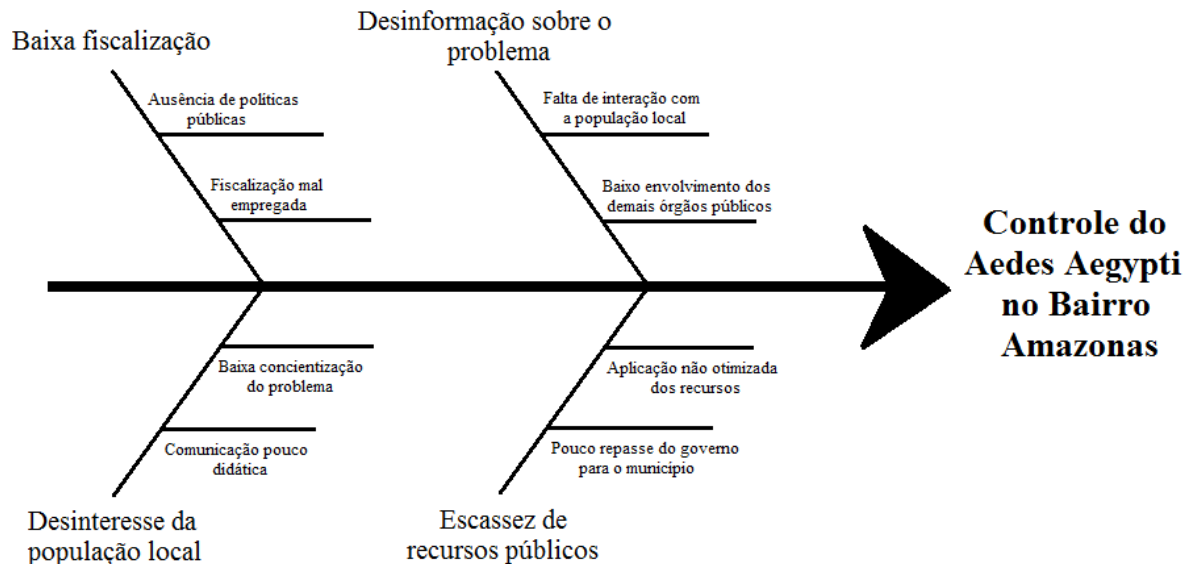 Baixa fiscalização
Ausência de políticas
públicas
Fiscalização mal
empregada
Desinformação sobre o
problema
Falta de interação com
a população local
Baixo envolvimento dos
demais órgãos públicos
Baixa concientização
do problema
Comunicação pouco
didática
Desinteresse da
população local
Aplicação não otimizada
dos recursos
Pouco repasse do governo
para o município
Escassez de
recursos públicos
Controle do
Aedes Aegypti
no Bairro
Amazonas